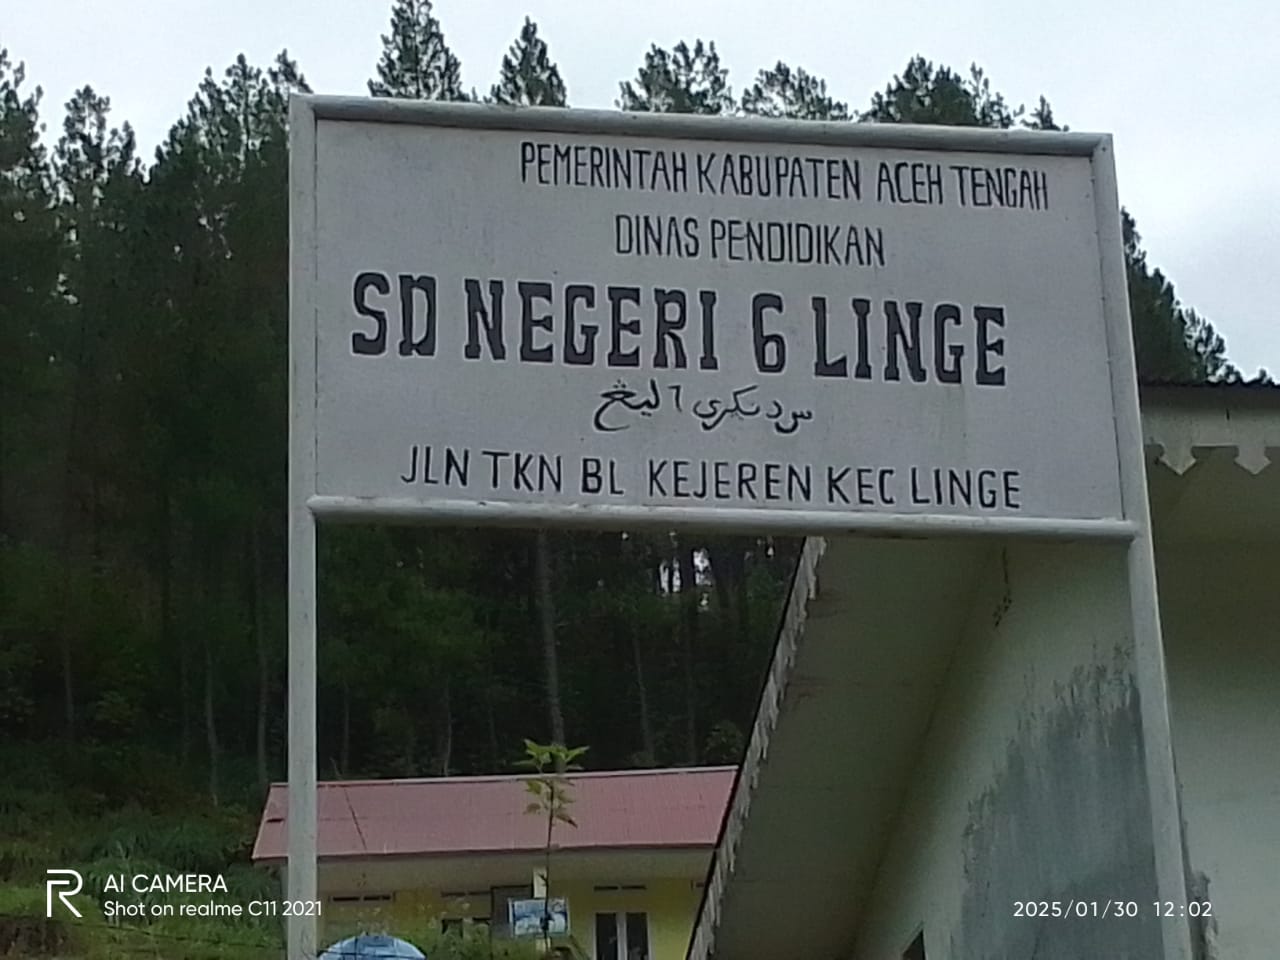 PEMERINTAH KABUPATEN ACEH TENGAH
DINAS PENDIDIKAN
SD NEGERI 6 LINGE
سد نكري ٦ ليڠ
JLN TKN BL KEJEREN KEC LINGE
AI CAMERA
Shot on realme C11 2021
2025/01/30 12:02